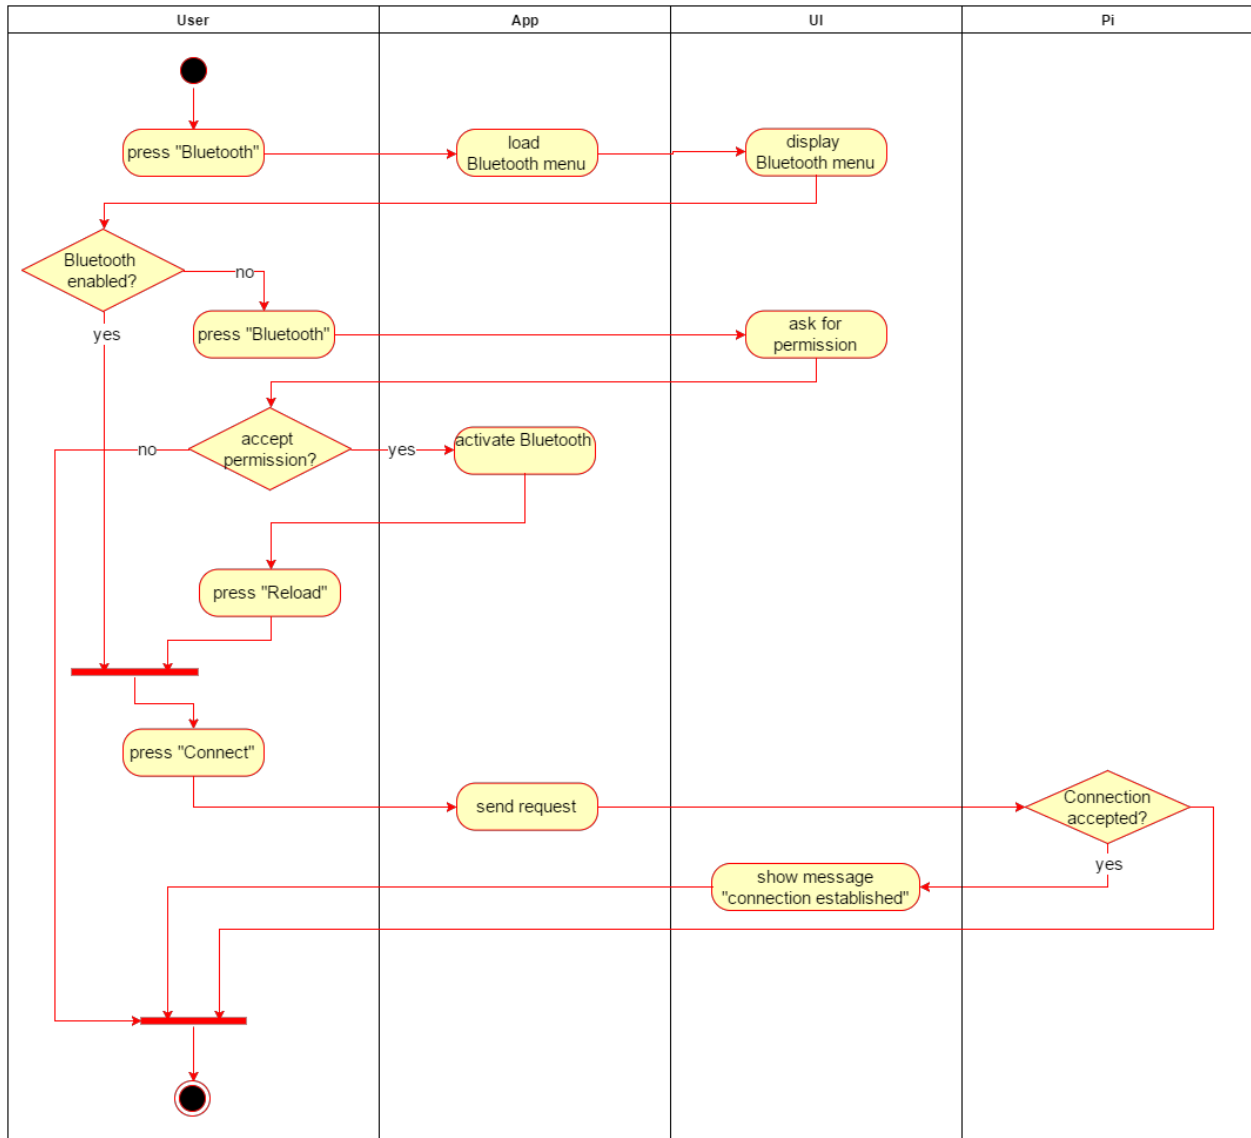 User
App
UI
Pi
press "Bluetooth"
load
Bluetooth menu
display
Bluetooth menu
Bluetooth
enabled?
no
yes
press "Bluetooth"
ask for
permission
accept
permission?
no
yes
activate Bluetooth
press "Reload"
press "Connect"
send request
Connection
accepted?
yes
show message
"connection established"